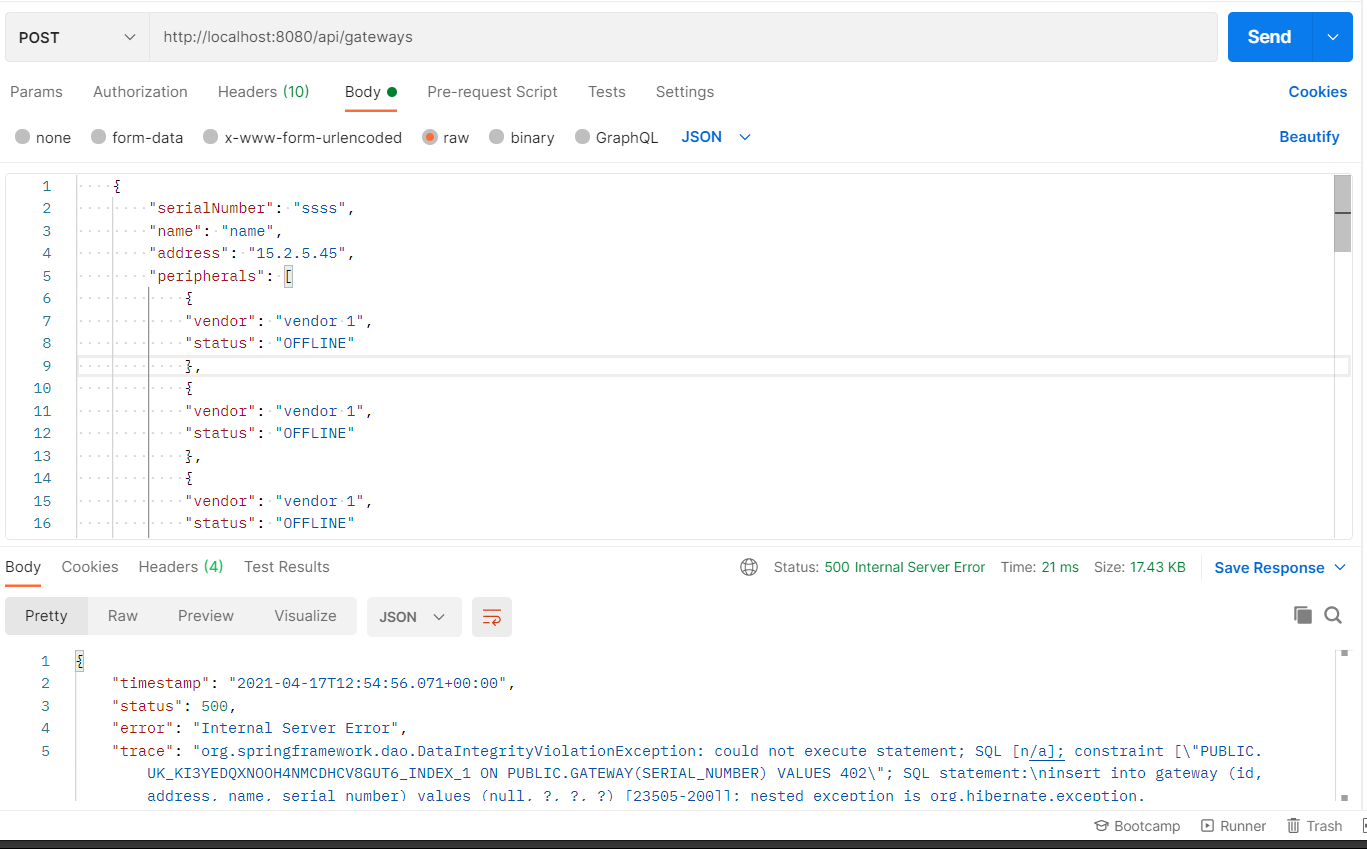 POST http://localhost:8080/api/gateways Send
Params Authorization Headers (10) Body Pre-request Script Tests Settings Cookies
none form-data x-www-form-urlencoded raw binary GraphQL JSON Beautify
1 {
2 "serialNumber": "ssss",
3 "name": "name",
4 "address": "15.2.5.45",
5 "peripherals": [
6 {
7 "vendor": "vendor 1",
8 "status": "OFFLINE"
9 },
10 {
11 "vendor": "vendor 1",
12 "status": "OFFLINE"
13 },
14 {
15 "vendor": "vendor 1",
16 "status": "OFFLINE"
Body Cookies Headers (4) Test Results Status: 500 Internal Server Error Time: 21 ms Size: 17.43 KB Save Response
Pretty Raw Preview Visualize JSON
1 {
2 "timestamp": "2021-04-17T12:54:56.071+00:00",
3 "status": 500,
4 "error": "Internal Server Error",
5 "trace": "org.springframework.dao.DataIntegrityViolationException: could not execute statement; SQL [n/a]; constraint [\"PUBLIC.
UK_KI3YEDQXNOOH4NMCDHCV8GUT6_INDEX_1 ON PUBLIC.GATEWAY(SERIAL_NUMBER) VALUES 402\"; SQL statement:\ninsert into gateway (id,
address, name, serial_number) values (null, ?, ?, ?) [23505-200]]; nested exception is org.hibernate.exception.
Bootcamp Runner Trash